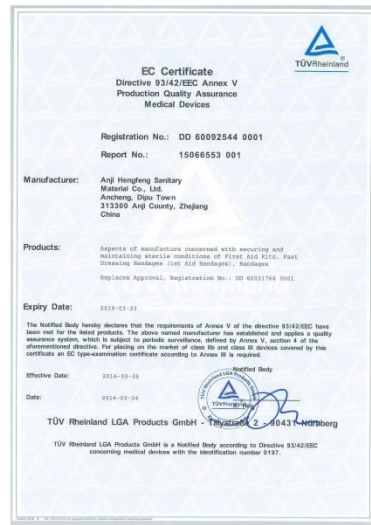 TÜVRheinland
EC Certificate
Directive 93/42/EEC Annex V
Production Quality Assurance
Medical Devices
Registration No.: DD 60092544 0001
Report No.: 15066553 001
Manufacturer: Anji Hengfeng Sanitary
Material Co., Ltd.
Ancheng, Dipu Town
313300 Anji County, Zhejiang
China
Products: Aspects of manufacture concerned with securing and
maintaining sterile conditions of First Aid Kits, Fast
Dressing Bandages (1st Aid Bandages), Bandages
Replaces Approval, Registration No.: DD 60031768 0001
Expiry Date: 2019-03-23
The Notified Body hereby declares that the requirements of Annex V of the directive 93/42/EEC have
been met for the listed products. The above named manufacturer has established and applies a quality
assurance system, which is subject to periodic surveillance, defined by Annex V, section 4 of the
aforementioned directive. For placing on the market of class IIb and class III devices covered by this
certificate an EC type-examination certificate according to Annex III is required.
Notified Body
Effective Date: 2014-03-24
Date: 2014-03-24
TÜVRheinland
TÜV Rheinland LGA Products GmbH - Tillystraße 2 - 90431 Nürnberg
TÜV Rheinland LGA Products GmbH is a Notified Body according to Directive 93/42/EEC
concerning medical devices with the identification number 0197.